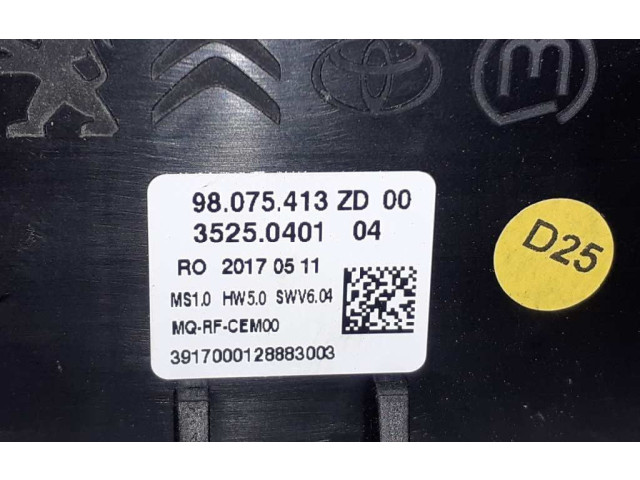 98.075.413 ZD 00
3525.0401 04
RO 2017 05 11
MS1.0 HW5.0 SWV6.04
MQ-RF-CEM00
3917000128883003
D25